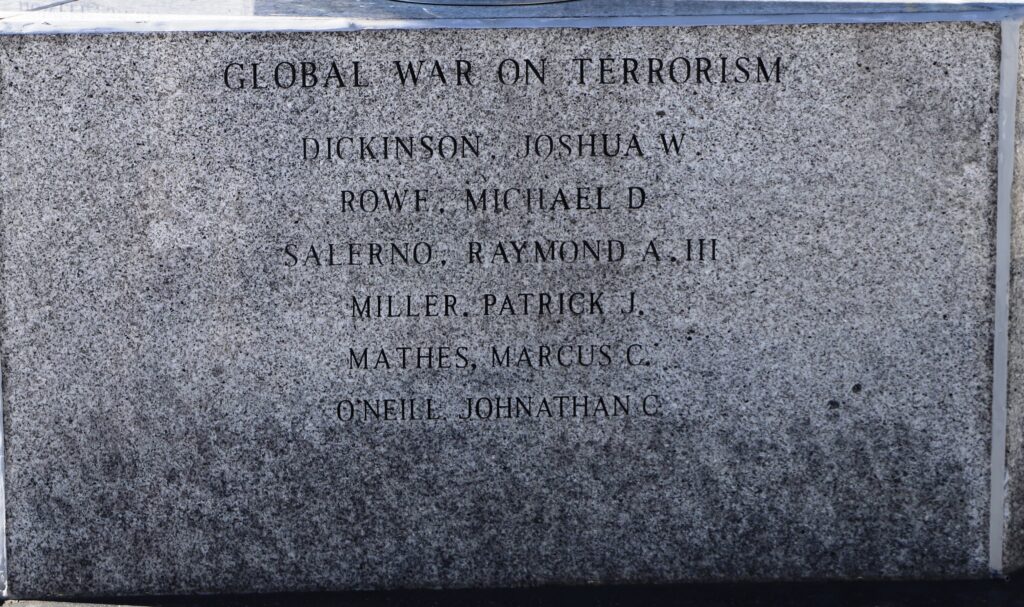 GLOBAL WAR ON TERRORISM
DICKINSON, JOSHUA W.
ROWE, MICHAEL D
SALERNO, RAYMOND A. III
MILLER, PATRICK J.
MATHES, MARCUS C.
O'NEILL JOHNATHAN C